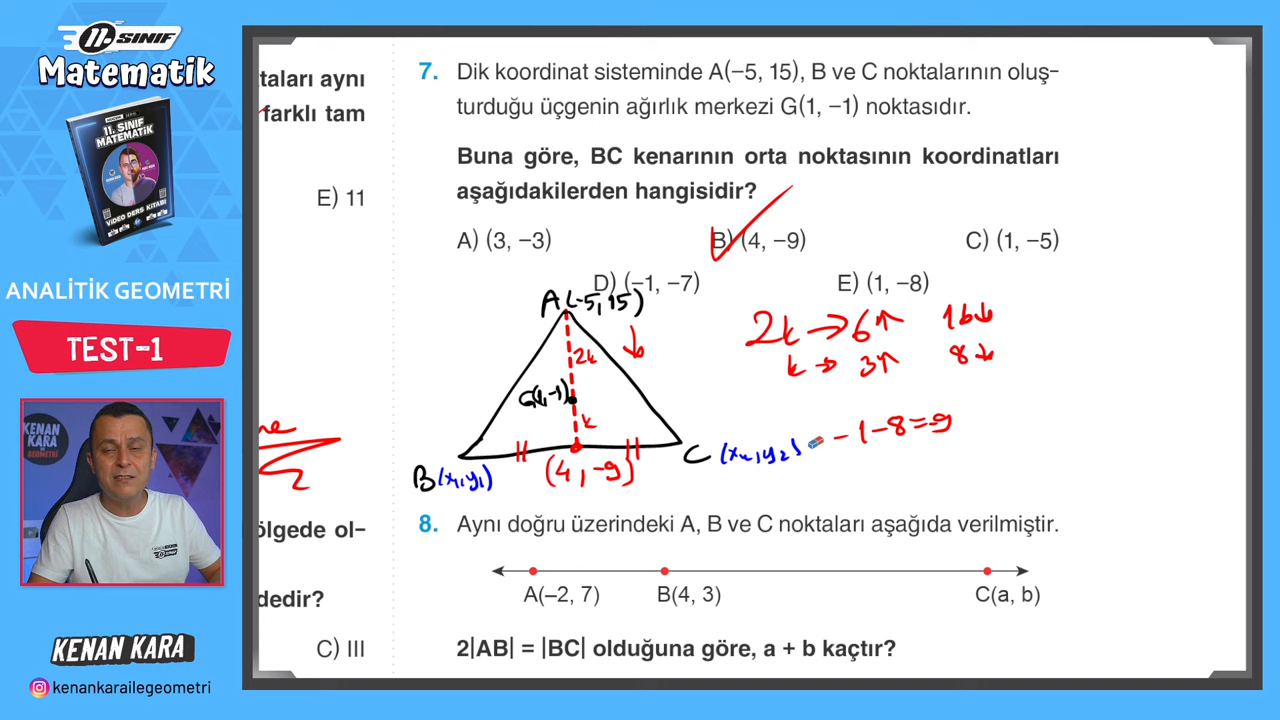 11. SINIF
Matematik
11. SINIF
MATEMATİK
VİDEO DERS KİTABI
ANALİTİK GEOMETRİ
TEST-1
KENAN
KARA
GEOMETRİ
11. SINIF
KENAN KARA
kenankarailegeometri
taları aynı
farklı tam
E) 11
ölgede ol-
dedir?
C) III
7. Dik koordinat sisteminde A(−5, 15), B ve C noktalarının oluş-
turduğu üçgenin ağırlık merkezi G(1, −1) noktasıdır.
Buna göre, BC kenarının orta noktasının koordinatları
aşağıdakilerden hangisidir?
A) (3, −3) B) (4, −9) C) (1, −5)
D) (−1, −7) E) (1, −8)
A(-5, 15)
2k → 6↑ 16↓
k → 3↑ 8↓
2k
G(1,-1)
k
- 1 - 8 = -9
B(x₁,y₁) (4, -9) C (x₂,y₂)
8. Aynı doğru üzerindeki A, B ve C noktaları aşağıda verilmiştir.
A(−2, 7) B(4, 3) C(a, b)
2|AB| = |BC| olduğuna göre, a + b kaçtır?